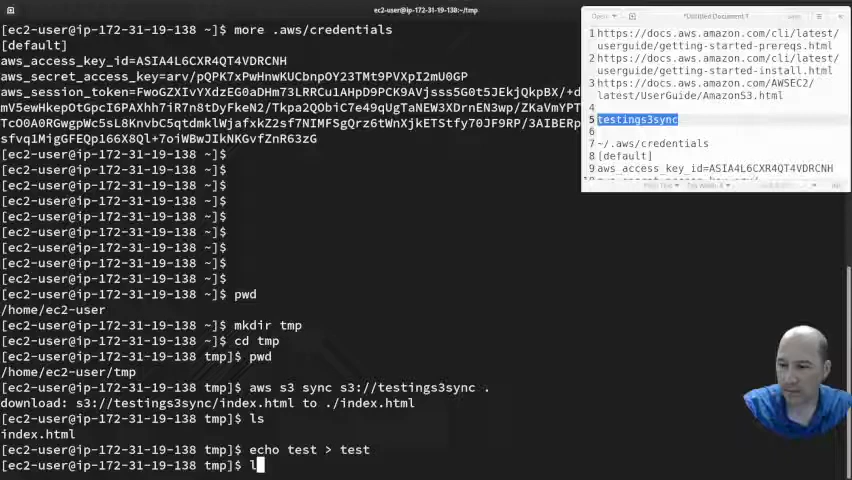 ec2-user@ip-172-31-19-138:~/tmp
[ec2-user@ip-172-31-19-138 ~]$ more .aws/credentials
[default]
aws_access_key_id=ASIA4L6CXR4QT4VDRCNH
aws_secret_access_key=arv/pQPK7xPwHnwKUCbnpOY23TMt9PVXpI2mU0GP
aws_session_token=FwoGZXIvYXdzEG0aDHm73LRRCu1AHpD9PCK9AVjsss5G0t5JEkjQkpBX/+d
mV5ewHkepOtGpcI6PAXhh7iR7n8tDyFkeN2/Tkpa2QObiC7e49qUgTaNEW3XDrnEN3wp/ZKaVmYPT
TcO0A0RGwgpWc5sL8KnvbC5qtdmklWjafxkZ2sf7NIMFSgQrz6tWnXjkETStfy70JF9RP/3AIBERp
sfvq1MigGFEQp166X8Ql+7oiWBwJIkNKGvfZnR63zG
[ec2-user@ip-172-31-19-138 ~]$
[ec2-user@ip-172-31-19-138 ~]$
[ec2-user@ip-172-31-19-138 ~]$
[ec2-user@ip-172-31-19-138 ~]$
[ec2-user@ip-172-31-19-138 ~]$
[ec2-user@ip-172-31-19-138 ~]$
[ec2-user@ip-172-31-19-138 ~]$
[ec2-user@ip-172-31-19-138 ~]$
[ec2-user@ip-172-31-19-138 ~]$
[ec2-user@ip-172-31-19-138 ~]$ pwd
/home/ec2-user
[ec2-user@ip-172-31-19-138 ~]$ mkdir tmp
[ec2-user@ip-172-31-19-138 ~]$ cd tmp
[ec2-user@ip-172-31-19-138 tmp]$ pwd
/home/ec2-user/tmp
[ec2-user@ip-172-31-19-138 tmp]$ aws s3 sync s3://testings3sync .
download: s3://testings3sync/index.html to ./index.html
[ec2-user@ip-172-31-19-138 tmp]$ ls
index.html
[ec2-user@ip-172-31-19-138 tmp]$ echo test > test
[ec2-user@ip-172-31-19-138 tmp]$ l
Open
*Untitled Document 1
1 https://docs.aws.amazon.com/cli/latest/
userguide/getting-started-prereqs.html
2 https://docs.aws.amazon.com/cli/latest/
userguide/getting-started-install.html
3 https://docs.aws.amazon.com/AWSEC2/
latest/UserGuide/AmazonS3.html
4
5 testings3sync
6
7 ~/.aws/credentials
8 [default]
9 aws_access_key_id=ASIA4L6CXR4QT4VDRCNH